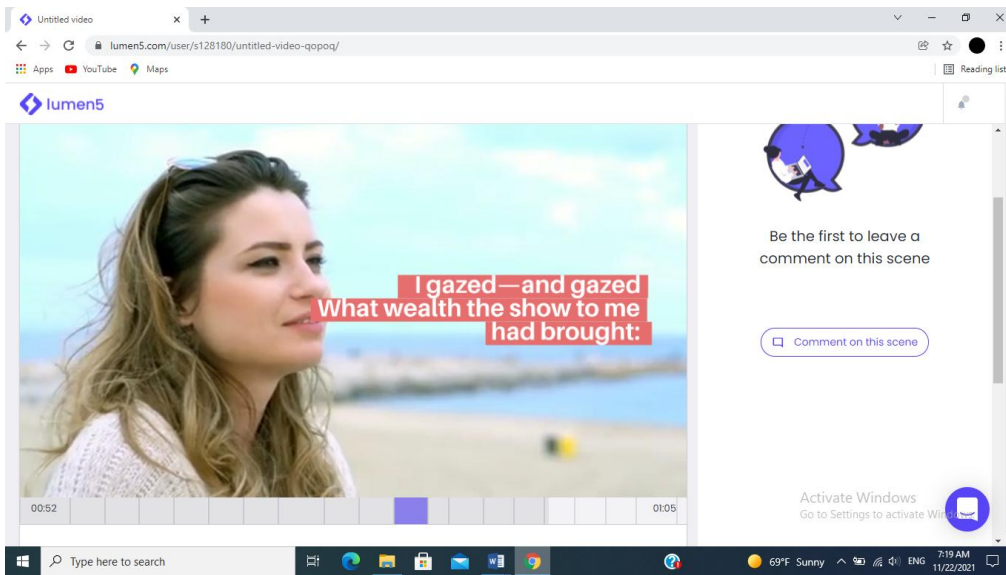 Untitled video
lumen5.com/user/s128180/untitled-video-qopoq/
Apps YouTube Maps
Reading list
lumen5
I gazed—and gazed
What wealth the show to me
had brought:
Be the first to leave a
comment on this scene
Comment on this scene
00:52
01:05
Activate Windows
Go to Settings to activate
Type here to search
69°F Sunny
ENG
7:19 AM
11/22/2021